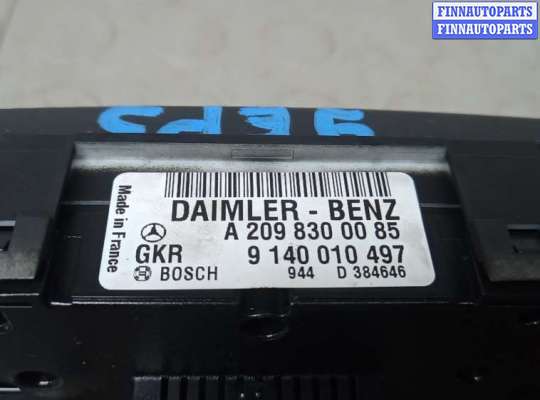 FINNAUTOPARTS
FINNAUTOPARTS
Made in France
DAIMLER - BENZ
A 209 830 00 85
GKR 9 140 010 497
BOSCH 944 D 384646